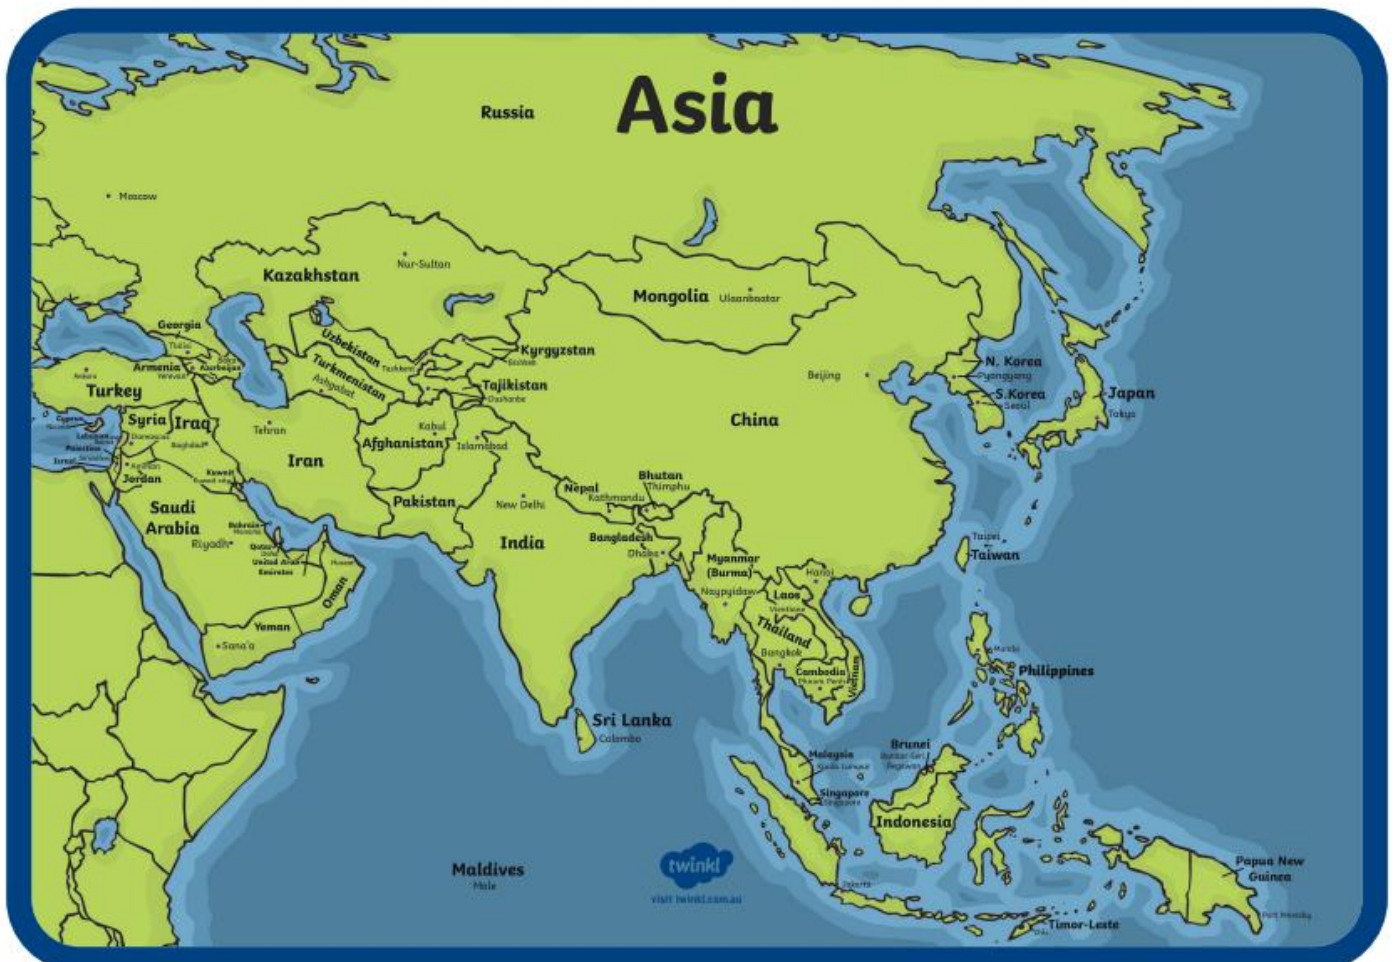 Asia
Russia
Moscow
Nur-Sultan
Kazakhstan
Mongolia
Ulaanbaatar
Georgia
Tbilisi
Uzbekistan
Tashkent
Kyrgyzstan
Bishkek
Armenia
Yerevan
Baku
Azerbaijan
Turkmenistan
Ashgabat
Tajikistan
Dushanbe
Beijing
N. Korea
Pyongyang
S.Korea
Seoul
Japan
Tokyo
Ankara
Turkey
Cyprus
Syria
Damascus
Iraq
Baghdad
Lebanon
Palestine
Israel
Jerusalem
Amman
Jordan
Tehran
Iran
Kabul
Afghanistan
Islamabad
China
Kuwait
Kuwait city
Pakistan
New Delhi
Nepal
Kathmandu
Bhutan
Thimphu
Saudi
Arabia
Riyadh
Bahrain
Manama
Qatar
Doha
United Arab
Emirates
Muscat
Oman
India
Bangladesh
Dhaka
Myanmar
(Burma)
Naypyidaw
Hanoi
Taipei
Taiwan
Laos
Vientiane
Yemen
Sana'a
Thailand
Bangkok
Cambodia
Phnom Penh
Vietnam
Manila
Philippines
Sri Lanka
Colombo
Malaysia
Kuala Lumpur
Brunei
Bandar Seri
Begawan
Singapore
Singapore
Indonesia
Maldives
Male
twinkl
visit twinkl.com.au
Jakarta
Papua New
Guinea
Port Moresby
Timor-Leste
Dili